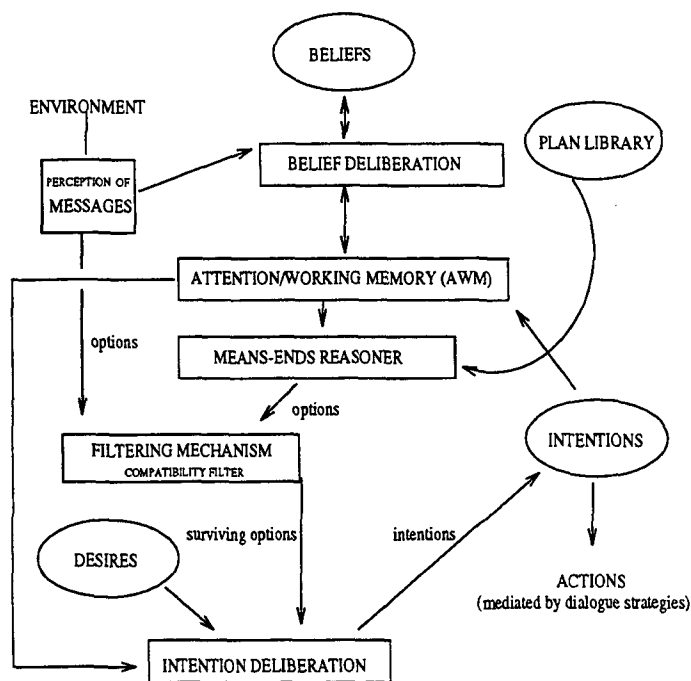 BELIEFS
ENVIRONMENT
PLAN LIBRARY
BELIEF DELIBERATION
PERCEPTION OF
MESSAGES
ATTENTION/WORKING MEMORY (AWM)
options
MEANS-ENDS REASONER
options
FILTERING MECHANISM
COMPATIBILITY FILTER
INTENTIONS
surviving options
intentions
DESIRES
ACTIONS
(mediated by dialogue strategies)
INTENTION DELIBERATION